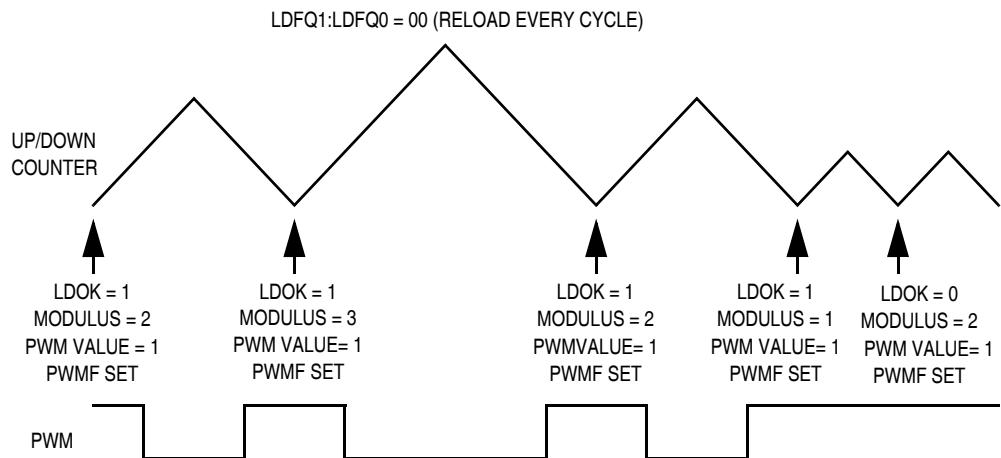 LDFQ1:LDFQ0 = 00 (RELOAD EVERY CYCLE)
UP/DOWN
COUNTER
LDOK = 1
MODULUS = 2
PWM VALUE = 1
PWMF SET
LDOK = 1
MODULUS = 3
PWM VALUE= 1
PWMF SET
LDOK = 1
MODULUS = 2
PWMVALUE= 1
PWMF SET
LDOK = 1
MODULUS = 1
PWM VALUE= 1
PWMF SET
LDOK = 0
MODULUS = 2
PWM VALUE= 1
PWMF SET
PWM